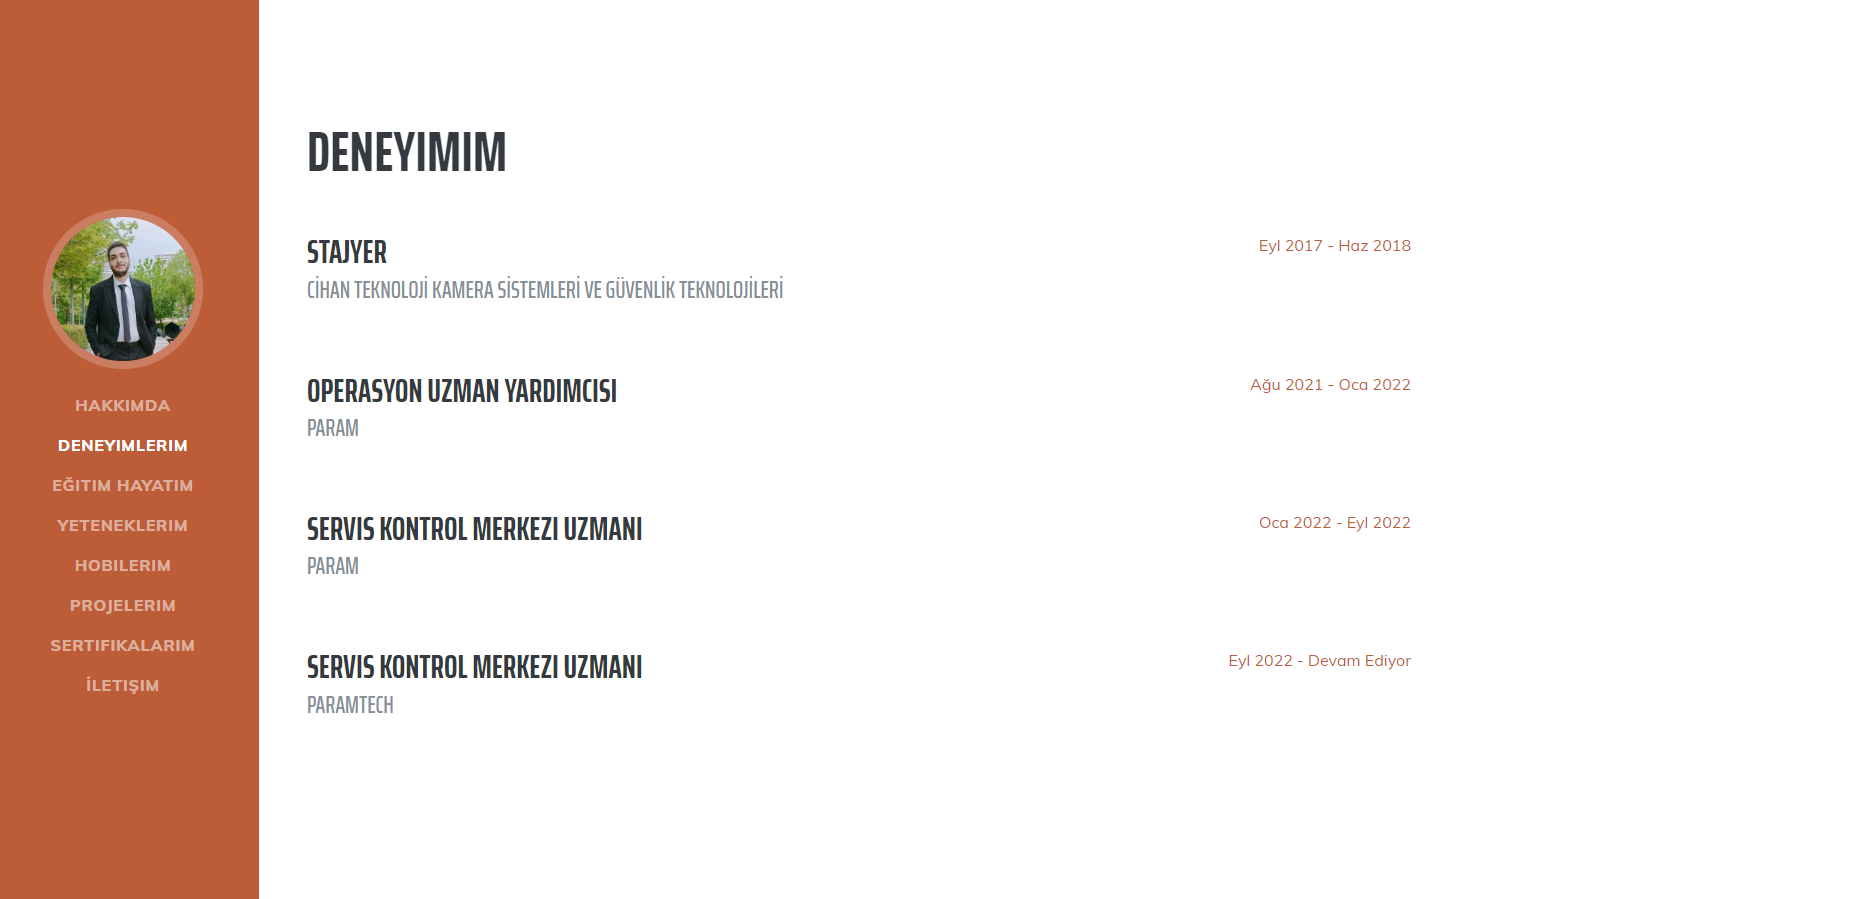 HAKKIMDA
DENEYIMLERIM
EĞITIM HAYATIM
YETENEKLERIM
HOBILERIM
PROJELERIM
SERTIFIKALARIM
İLETIŞIM
DENEYIMIM
STAJYER
Eyl 2017 - Haz 2018
CİHAN TEKNOLOJİ KAMERA SİSTEMLERİ VE GÜVENLİK TEKNOLOJİLERİ
OPERASYON UZMAN YARDIMCISI
Ağu 2021 - Oca 2022
PARAM
SERVIS KONTROL MERKEZI UZMANI
Oca 2022 - Eyl 2022
PARAM
SERVIS KONTROL MERKEZI UZMANI
Eyl 2022 - Devam Ediyor
PARAMTECH